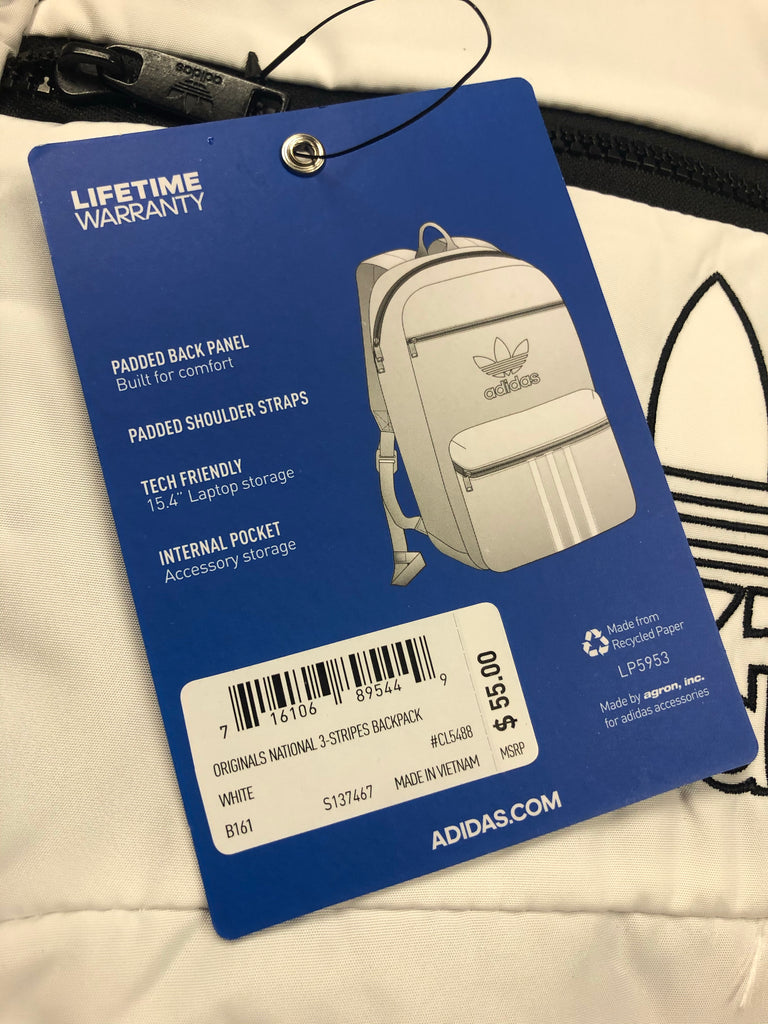 adidas
LIFETIME
WARRANTY
PADDED BACK PANEL
Built for comfort
PADDED SHOULDER STRAPS
TECH FRIENDLY
15.4" Laptop storage
INTERNAL POCKET
Accessory storage
adidas
Made from
Recycled Paper
LP5953
Made by agron, inc.
for adidas accessories
7 16106 89544 9
ORIGINALS NATIONAL 3-STRIPES BACKPACK
#CL5488
WHITE
S137467 MADE IN VIETNAM
B161
$ 55.00
MSRP
ADIDAS.COM